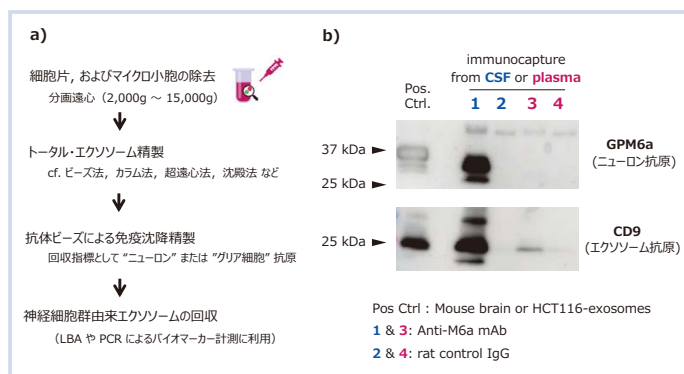 a)
細胞片, およびマイクロ小胞の除去
分画遠心（2,000g ～ 15,000g）
トータル・エクソソーム精製
cf. ビーズ法，カラム法，超遠心法，沈殿法 など
抗体ビーズによる免疫沈降精製
回収指標として “ニューロン” または ”グリア細胞” 抗原
神経細胞群由来エクソソームの回収
（LBA や PCR によるバイオマーカー計測に利用）
b)
immunocapture
from CSF or plasma
Pos.
Ctrl.
1 2 3 4
37 kDa
25 kDa
GPM6a
(ニューロン抗原)
25 kDa
CD9
(エクソソーム抗原)
Pos Ctrl : Mouse brain or HCT116-exosomes
1 & 3: Anti-M6a mAb
2 & 4: rat control IgG